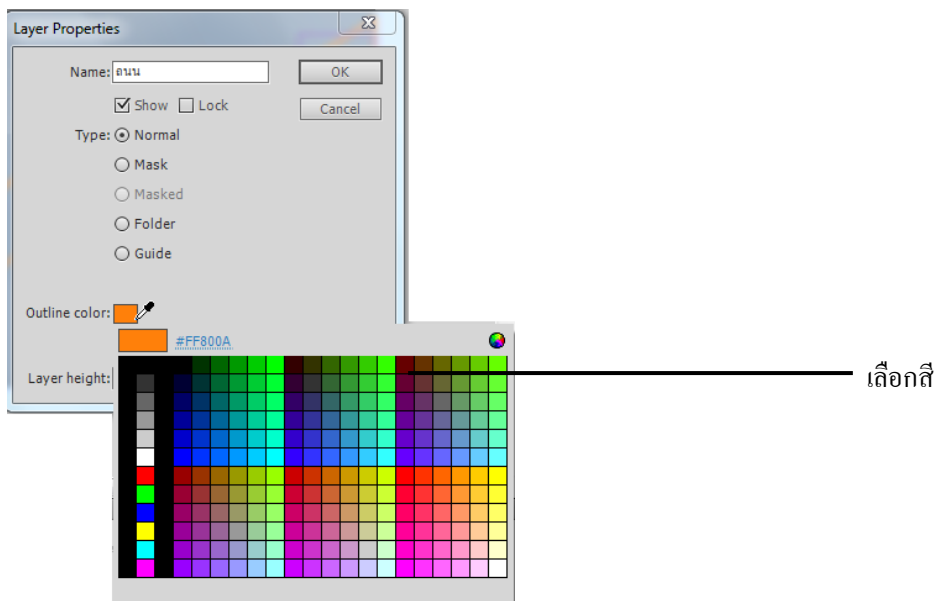 Layer Properties
Name: ถนน
OK
Show Lock
Cancel
Type: Normal
Mask
Masked
Folder
Guide
Outline color:
#FF800A
Layer height:
เลือกสี